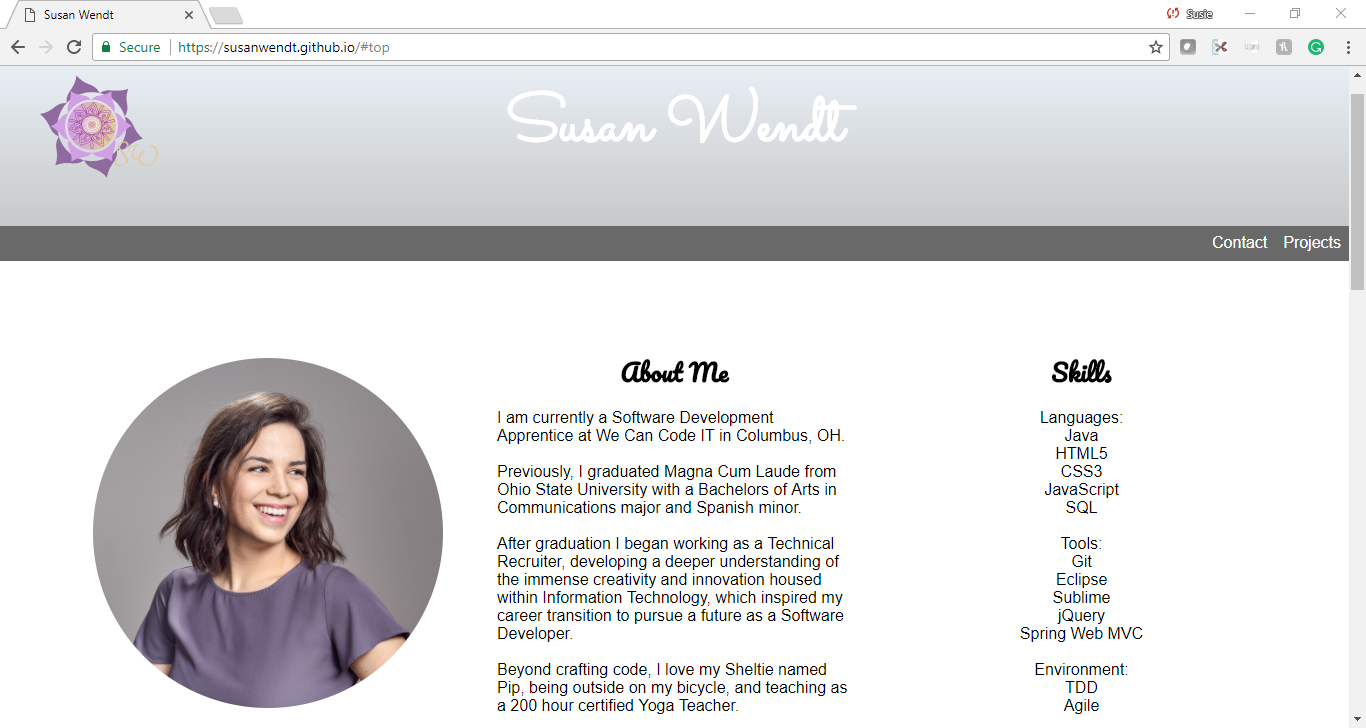 Susan Wendt
Susie
Secure
https://susanwendt.github.io/#top
Susan Wendt
SW
Contact
Projects
About Me
I am currently a Software Development
Apprentice at We Can Code IT in Columbus, OH.
Previously, I graduated Magna Cum Laude from
Ohio State University with a Bachelors of Arts in
Communications major and Spanish minor.
After graduation I began working as a Technical
Recruiter, developing a deeper understanding of
the immense creativity and innovation housed
within Information Technology, which inspired my
career transition to pursue a future as a Software
Developer.
Beyond crafting code, I love my Sheltie named
Pip, being outside on my bicycle, and teaching as
a 200 hour certified Yoga Teacher.
Skills
Languages:
Java
HTML5
CSS3
JavaScript
SQL
Tools:
Git
Eclipse
Sublime
jQuery
Spring Web MVC
Environment:
TDD
Agile